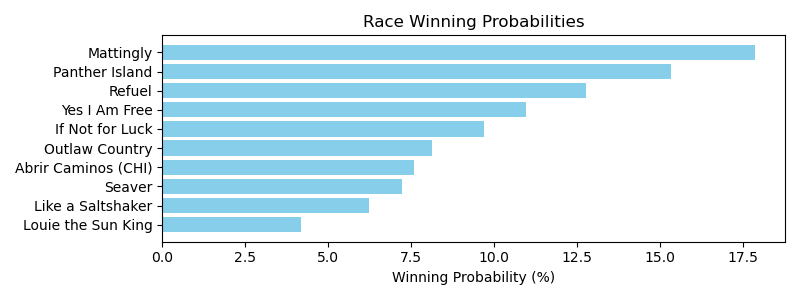 Race Winning Probabilities
Mattingly
Panther Island
Refuel
Yes I Am Free
If Not for Luck
Outlaw Country
Abrir Caminos (CHI)
Seaver
Like a Saltshaker
Louie the Sun King
0.0 2.5 5.0 7.5 10.0 12.5 15.0 17.5
Winning Probability (%)